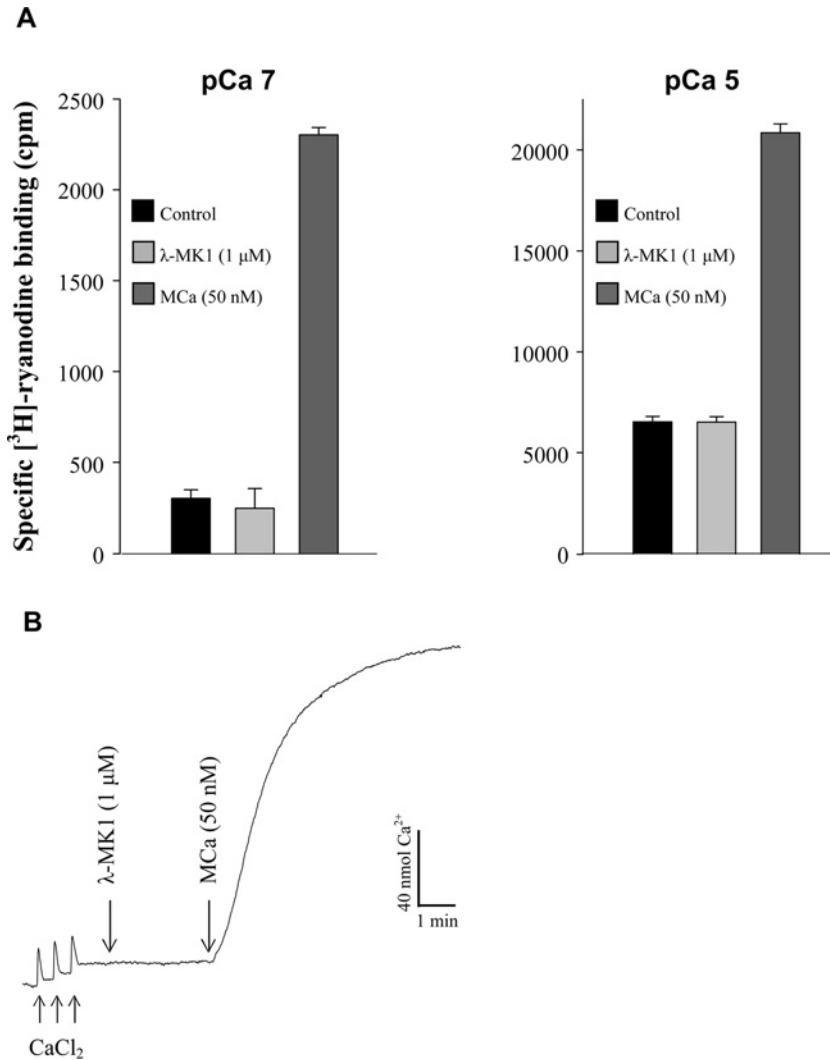 A
pCa 7
pCa 5
Specific [³H]-ryanodine binding (cpm)
2500
2000
1500
1000
500
0
Control
λ-MK1 (1 μM)
MCa (50 nM)
20000
15000
10000
5000
0
Control
λ-MK1 (1 μM)
MCa (50 nM)
B
λ-MK1 (1 μM)
MCa (50 nM)
40 nmol Ca²⁺
1 min
CaCl₂